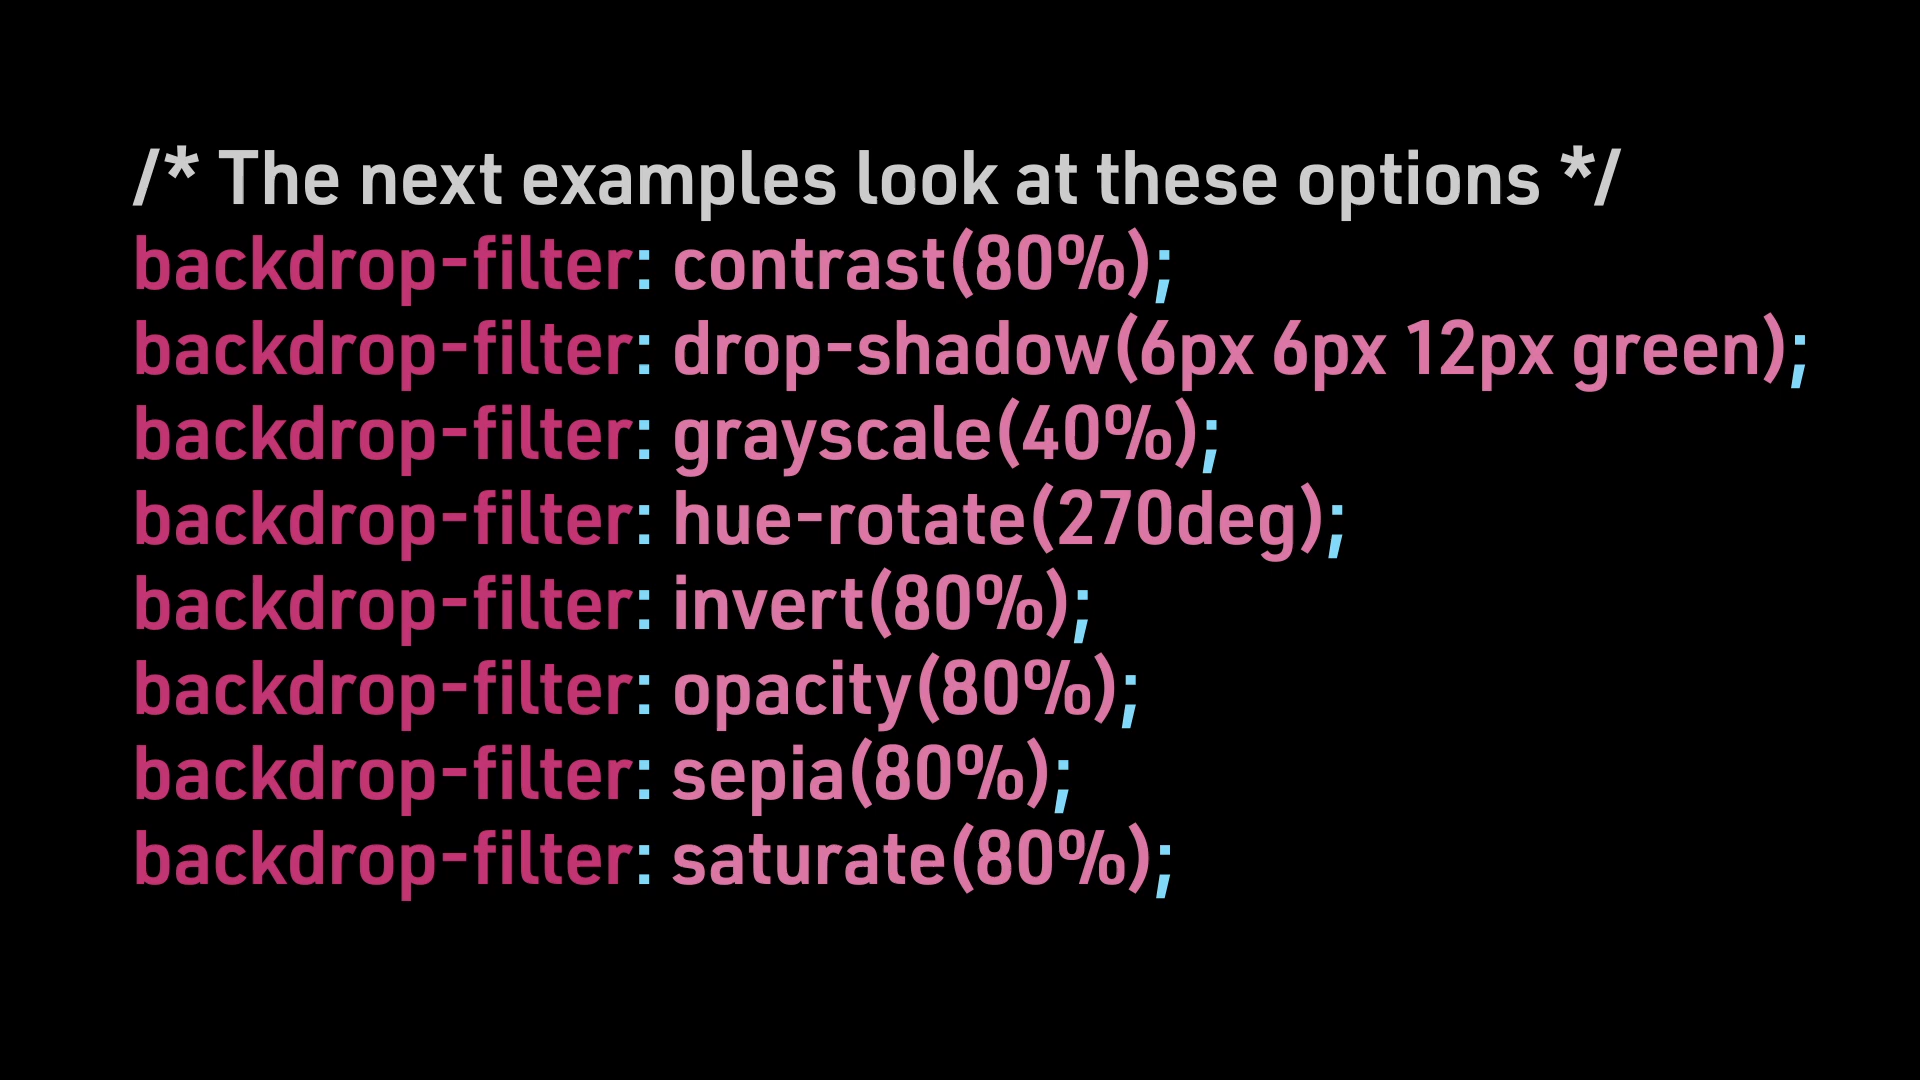 /* The next examples look at these options */
backdrop-filter: contrast(80%);
backdrop-filter: drop-shadow(6px 6px 12px green);
backdrop-filter: grayscale(40%);
backdrop-filter: hue-rotate(270deg);
backdrop-filter: invert(80%);
backdrop-filter: opacity(80%);
backdrop-filter: sepia(80%);
backdrop-filter: saturate(80%);